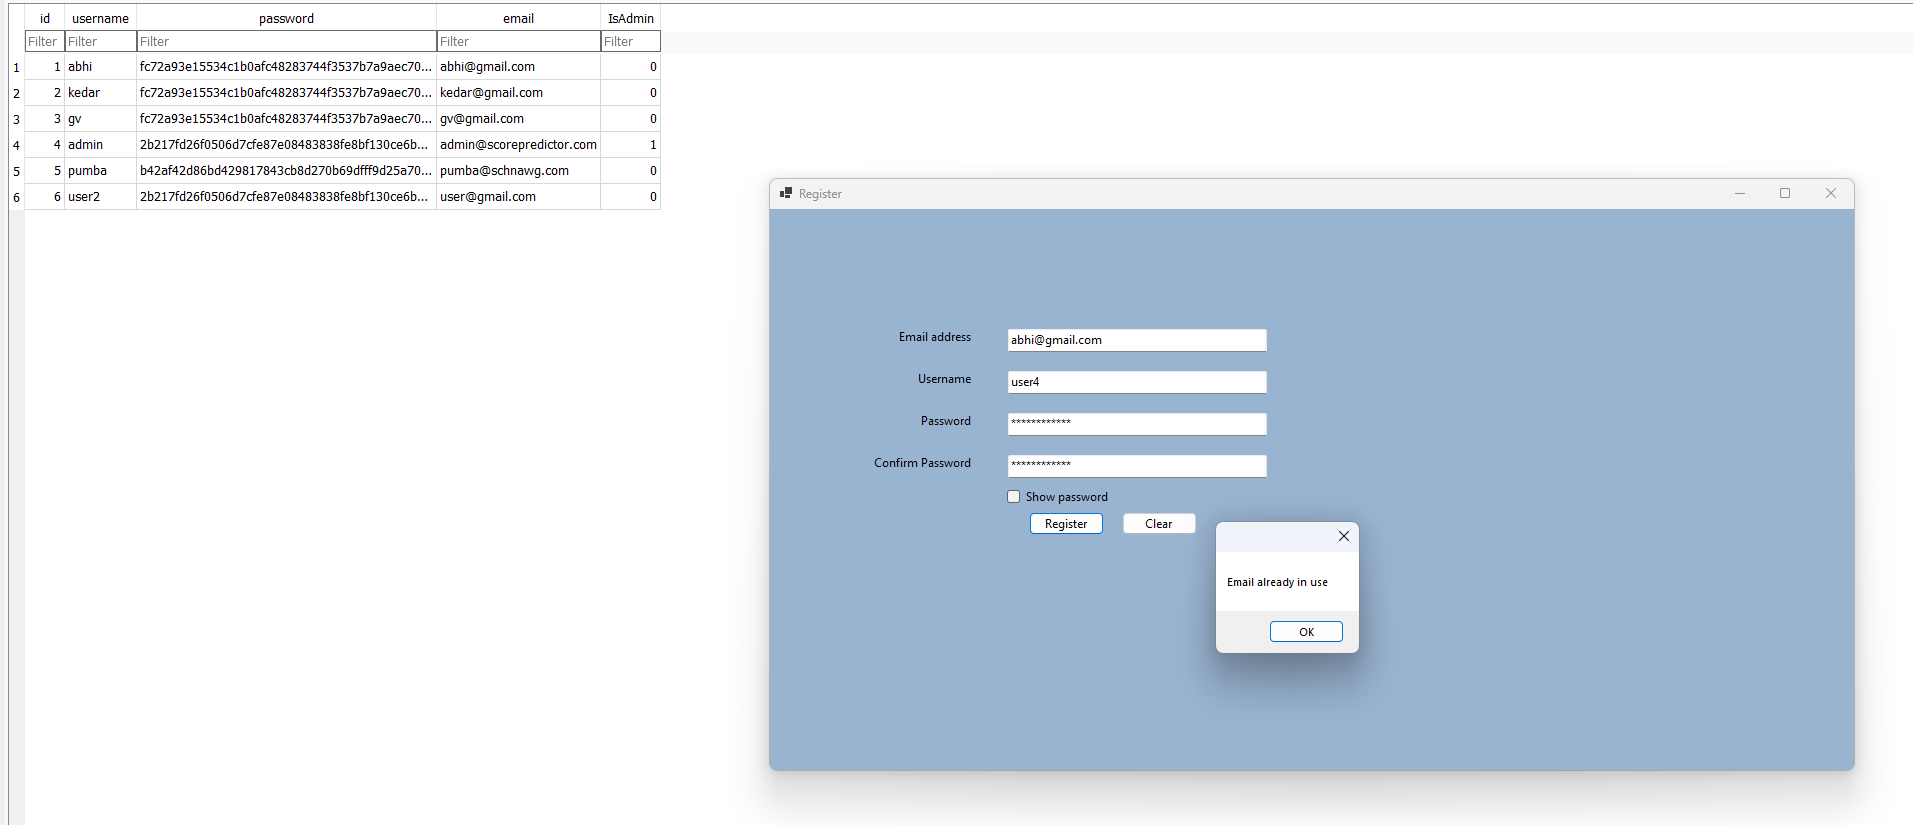 id username password email IsAdmin
Filter Filter Filter Filter Filter
1 1 abhi fc72a93e15534c1b0afc48283744f3537b7a9aec70... abhi@gmail.com 0
2 2 kedar fc72a93e15534c1b0afc48283744f3537b7a9aec70... kedar@gmail.com 0
3 3 gv fc72a93e15534c1b0afc48283744f3537b7a9aec70... gv@gmail.com 0
4 4 admin 2b217fd26f0506d7cfe87e08483838fe8bf130ce6b... admin@scorepredictor.com 1
5 5 pumba b42af42d86bd429817843cb8d270b69dfff9d25a70... pumba@schnawg.com 0
6 6 user2 2b217fd26f0506d7cfe87e08483838fe8bf130ce6b... user@gmail.com 0
Register
Email address abhi@gmail.com
Username user4
Password ************
Confirm Password ************
Show password
Register Clear
Email already in use
OK